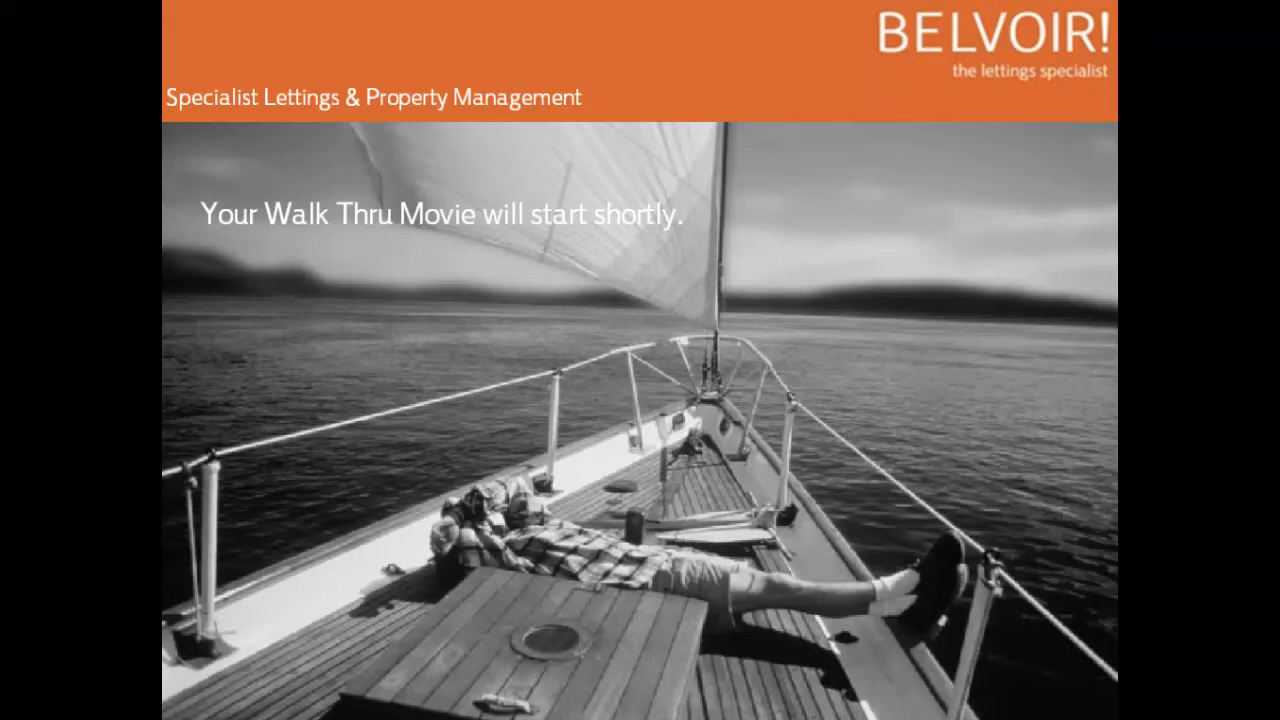 BELVOIR!
the lettings specialist
Specialist Lettings & Property Management
Your Walk Thru Movie will start shortly.